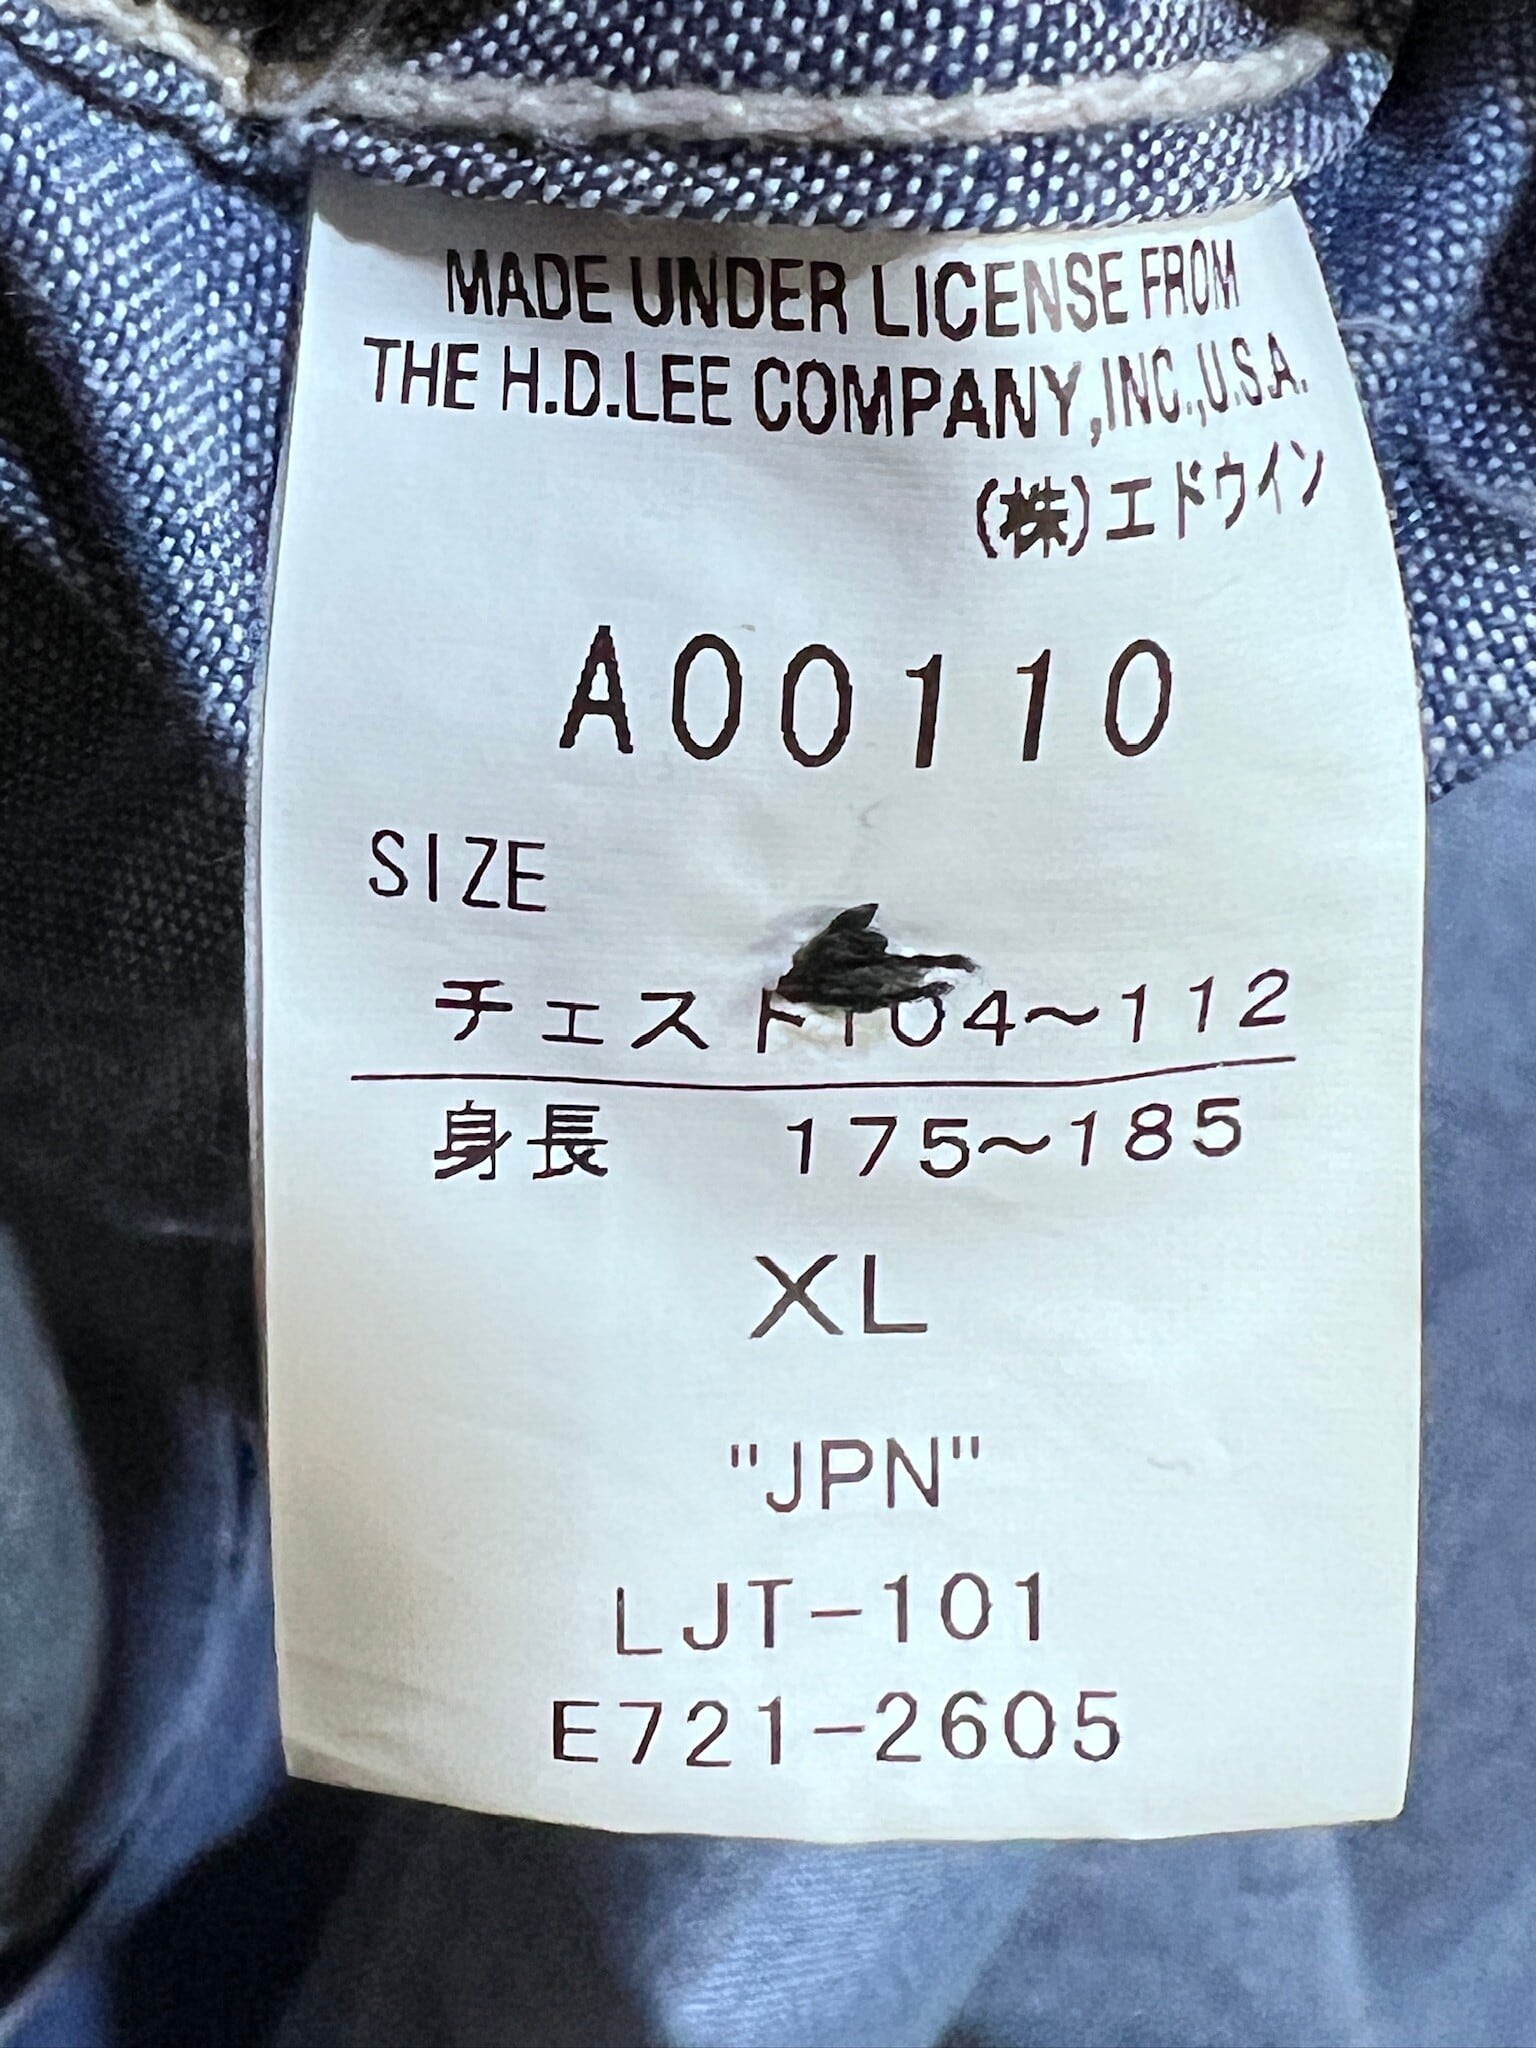 MADE UNDER LICENSE FROM
THE H.D.LEE COMPANY,INC.,U.S.A.
(株)エドウイン
A00110
SIZE
チェスト104～112
身長 175～185
XL
"JPN"
LJT-101
E721-2605